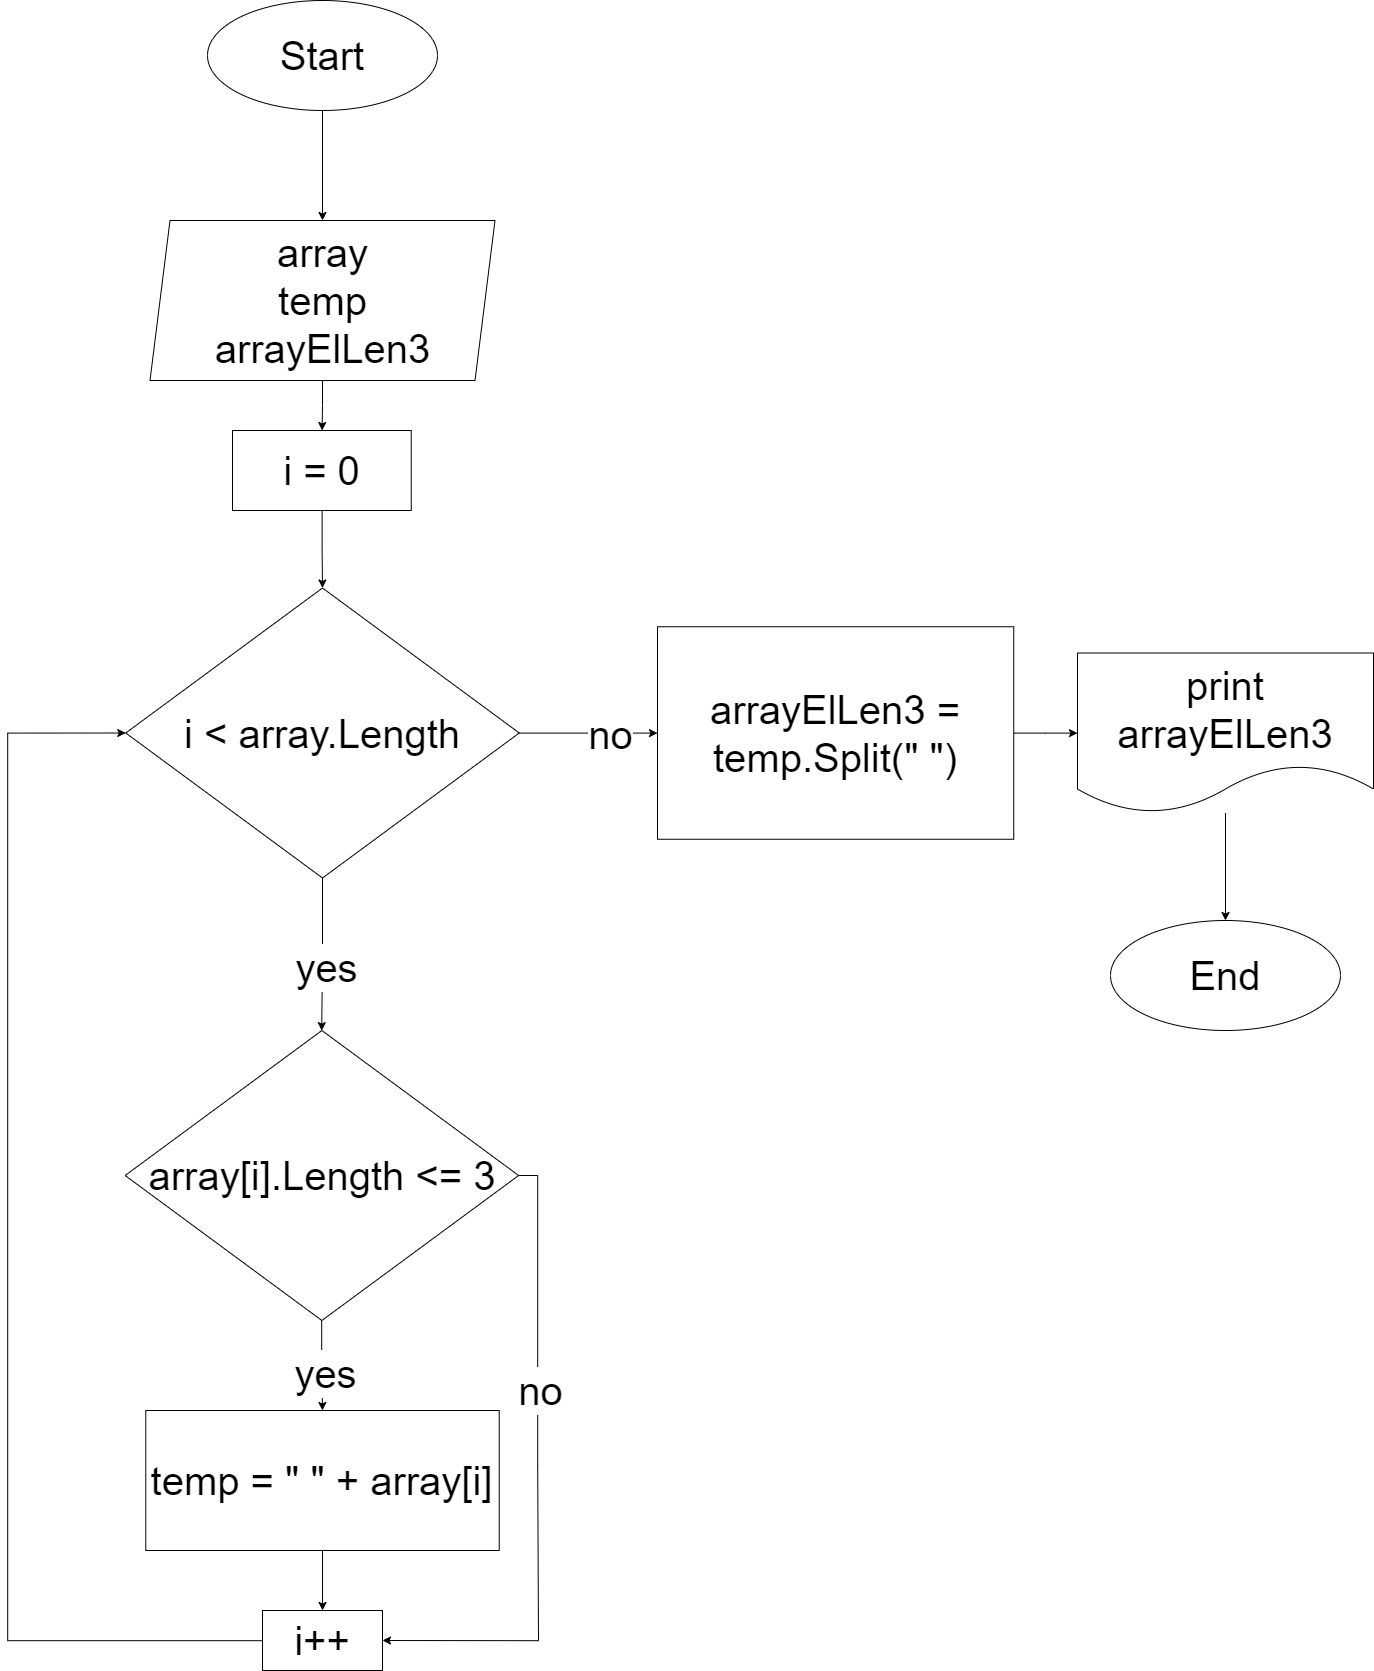 Start
array
temp
arrayElLen3
i = 0
i < array.Length
no
arrayElLen3 =
temp.Split(" ")
print
arrayElLen3
End
yes
array[i].Length <= 3
yes
no
temp = " " + array[i]
i++